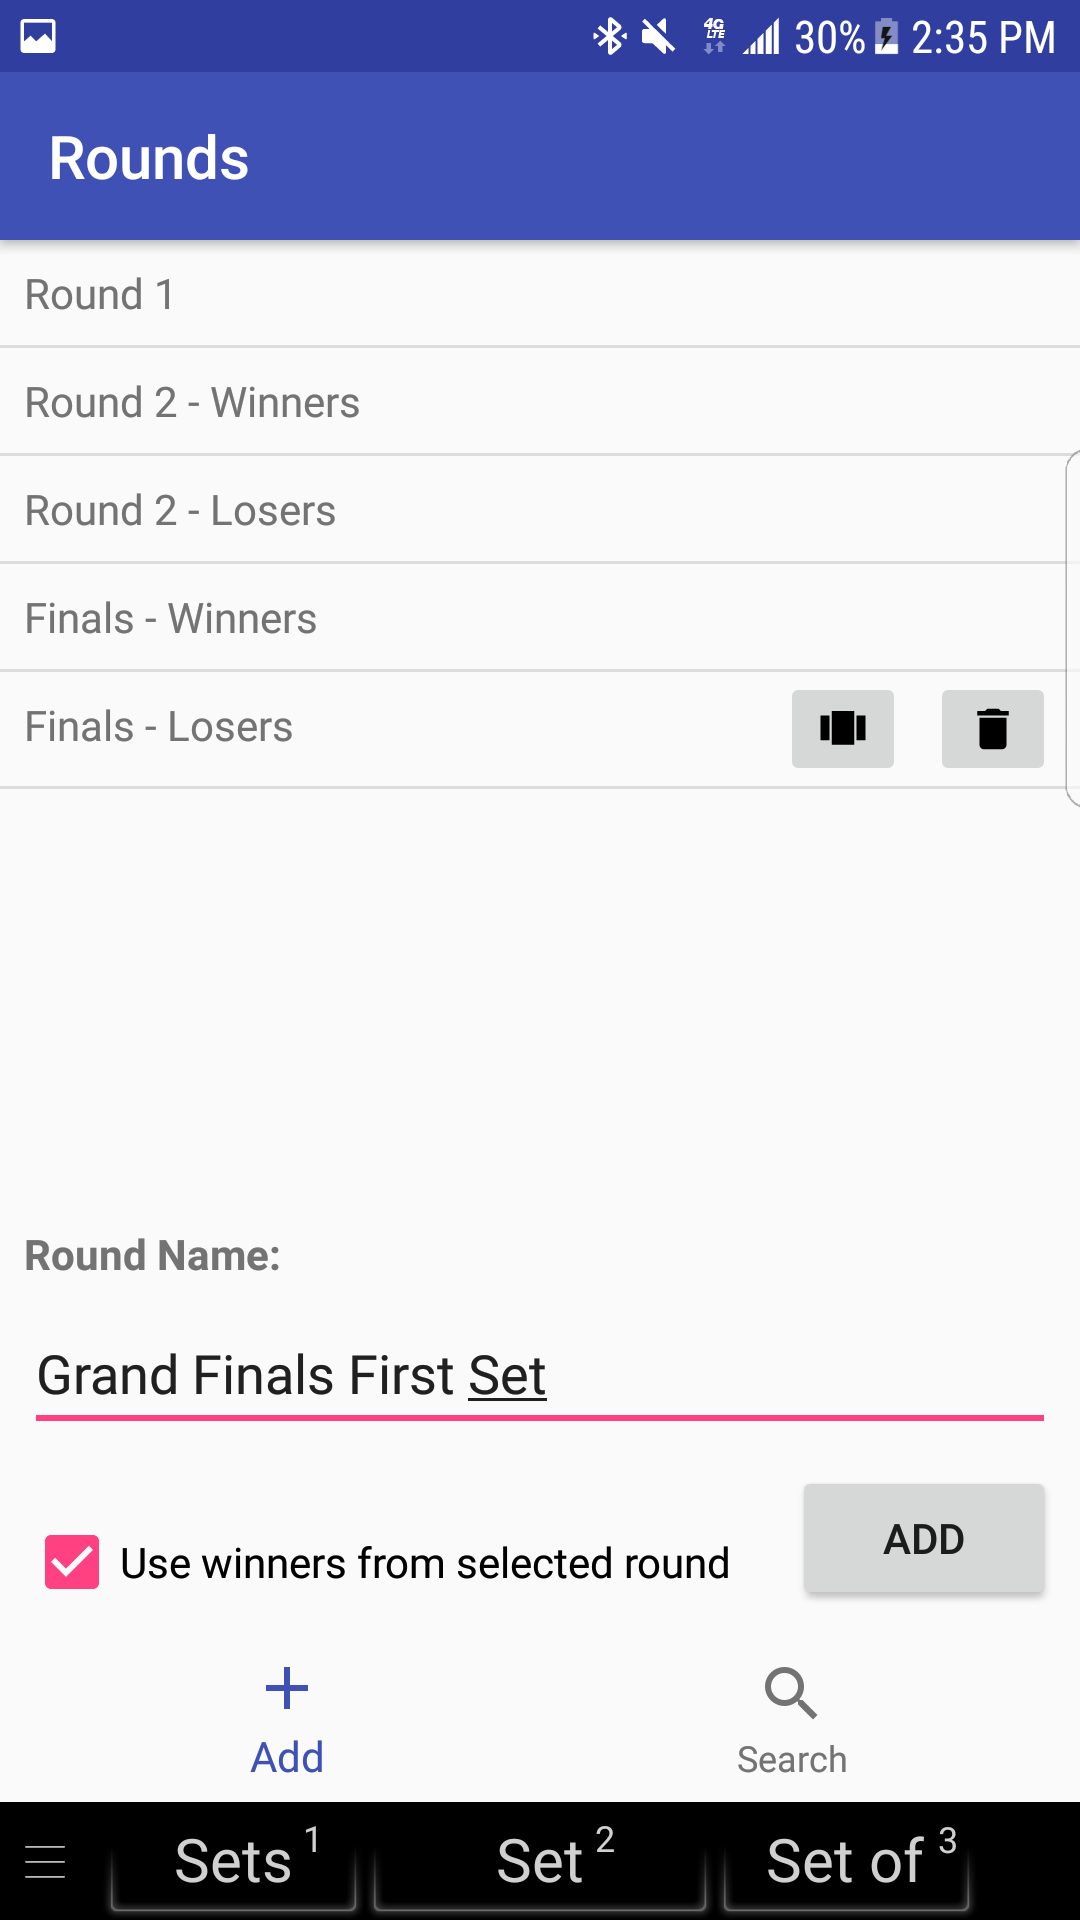 4G LTE 30% 2:35 PM
Rounds
Round 1
Round 2 - Winners
Round 2 - Losers
Finals - Winners
Finals - Losers
Round Name:
Grand Finals First Set
Use winners from selected round
ADD
Add
Search
Sets 1 Set 2 Set of 3